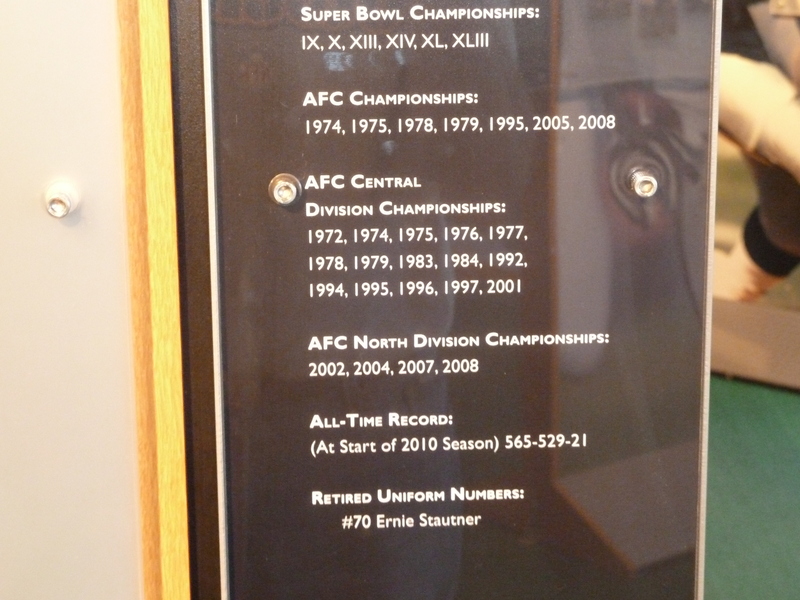 Super Bowl Championships:
IX, X, XIII, XIV, XL, XLIII
AFC Championships:
1974, 1975, 1978, 1979, 1995, 2005, 2008
AFC Central
Division Championships:
1972, 1974, 1975, 1976, 1977,
1978, 1979, 1983, 1984, 1992,
1994, 1995, 1996, 1997, 2001
AFC North Division Championships:
2002, 2004, 2007, 2008
All-Time Record:
(At Start of 2010 Season) 565-529-21
Retired Uniform Numbers:
#70 Ernie Stautner